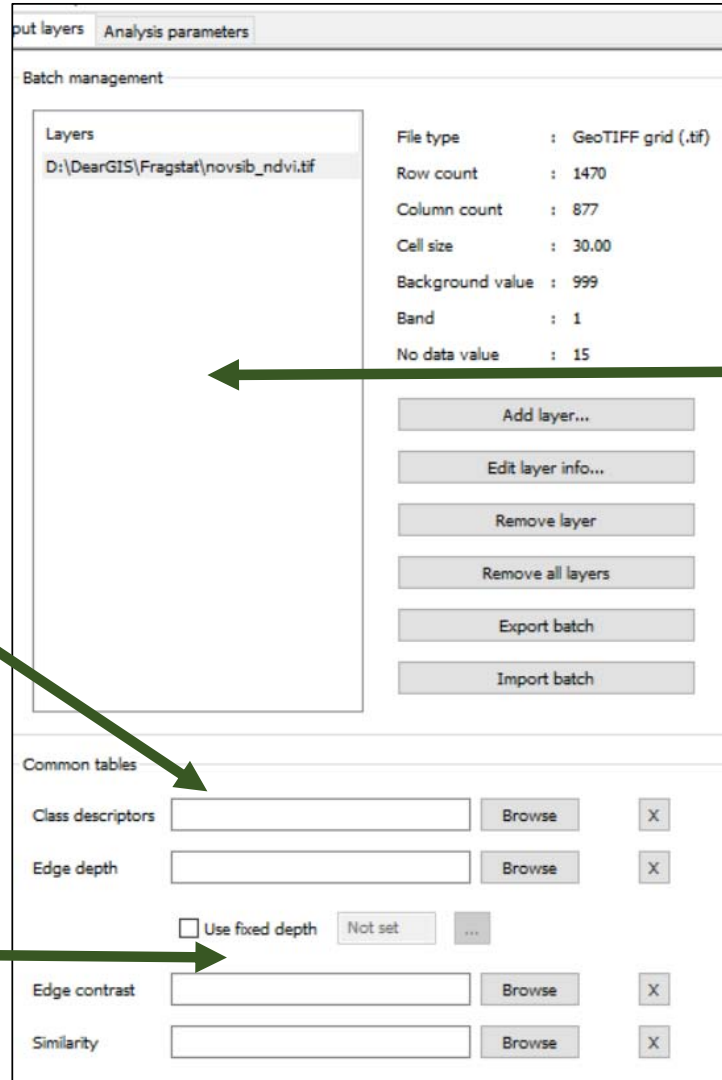 put layers Analysis parameters
Batch management
Layers
D:\DearGIS\Fragstat\novsib_ndvi.tif
File type : GeoTIFF grid (.tif)
Row count : 1470
Column count : 877
Cell size : 30.00
Background value : 999
Band : 1
No data value : 15
Add layer...
Edit layer info...
Remove layer
Remove all layers
Export batch
Import batch
Common tables
Class descriptors Browse X
Edge depth Browse X
Use fixed depth Not set ...
Edge contrast Browse X
Similarity Browse X